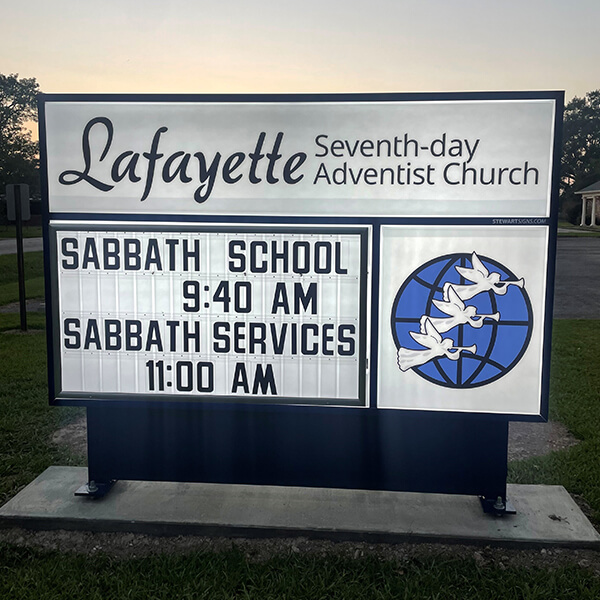 Lafayette Seventh-day
Adventist Church
STEWARTSIGNS.COM
SABBATH SCHOOL
9:40 AM
SABBATH SERVICES
11:00 AM